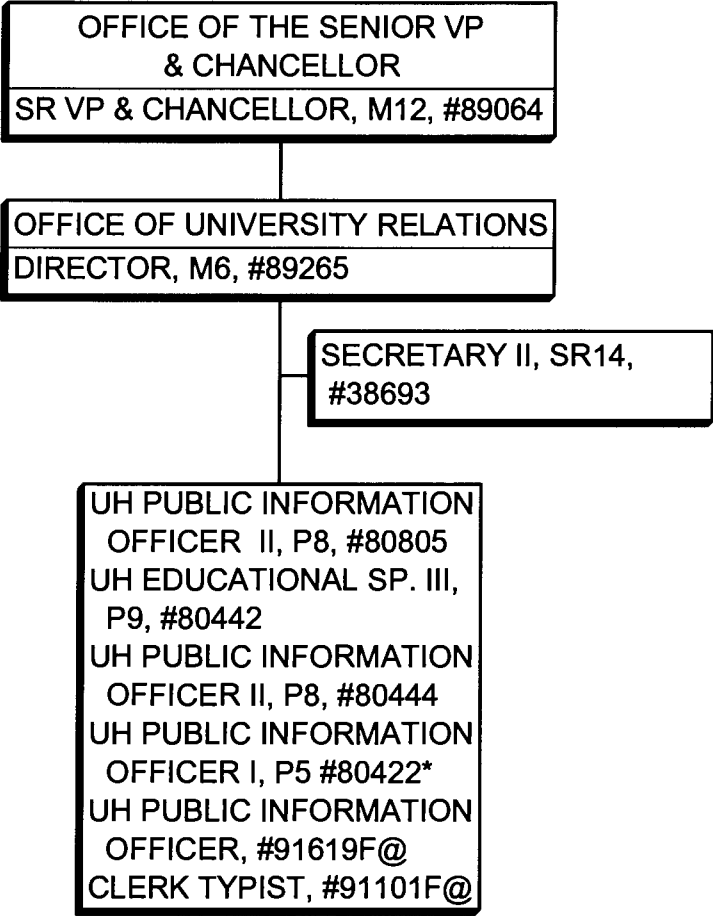 OFFICE OF THE SENIOR VP
& CHANCELLOR
SR VP & CHANCELLOR, M12, #89064
OFFICE OF UNIVERSITY RELATIONS
DIRECTOR, M6, #89265
SECRETARY II, SR14,
#38693
UH PUBLIC INFORMATION
OFFICER II, P8, #80805
UH EDUCATIONAL SP. III,
P9, #80442
UH PUBLIC INFORMATION
OFFICER II, P8, #80444
UH PUBLIC INFORMATION
OFFICER I, P5 #80422*
UH PUBLIC INFORMATION
OFFICER, #91619F@
CLERK TYPIST, #91101F@